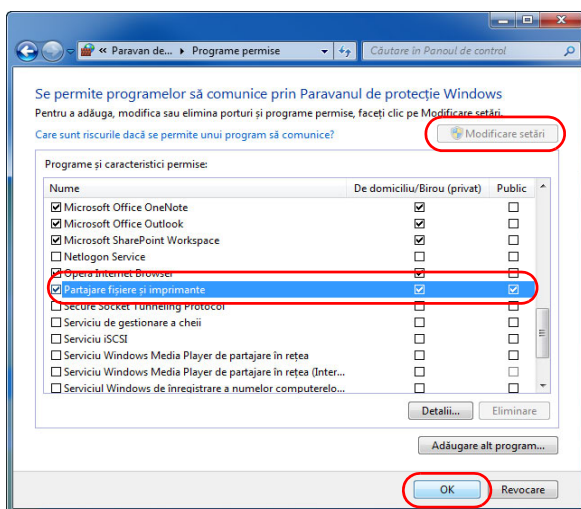 « Paravan de... ▸ Programe permise
Căutare în Panoul de control
Se permite programelor să comunice prin Paravanul de protecție Windows
Pentru a adăuga, modifica sau elimina porturi și programe permise, faceți clic pe Modificare setări.
Care sunt riscurile dacă se permite unui program să comunice?
Modificare setări
Programe și caracteristici permise:
Nume De domiciliu/Birou (privat) Public
Microsoft Office OneNote
Microsoft Office Outlook
Microsoft SharePoint Workspace
Netlogon Service
Opera Internet Browser
Partajare fișiere și imprimante
Secure Socket Tunneling Protocol
Serviciu de gestionare a cheii
Serviciu iSCSI
Serviciu Windows Media Player de partajare în rețea
Serviciu Windows Media Player de partajare în rețea (Inter...
Serviciul Windows de înregistrare a numelor computerelo...
Detalii... Eliminare
Adăugare alt program...
OK Revocare